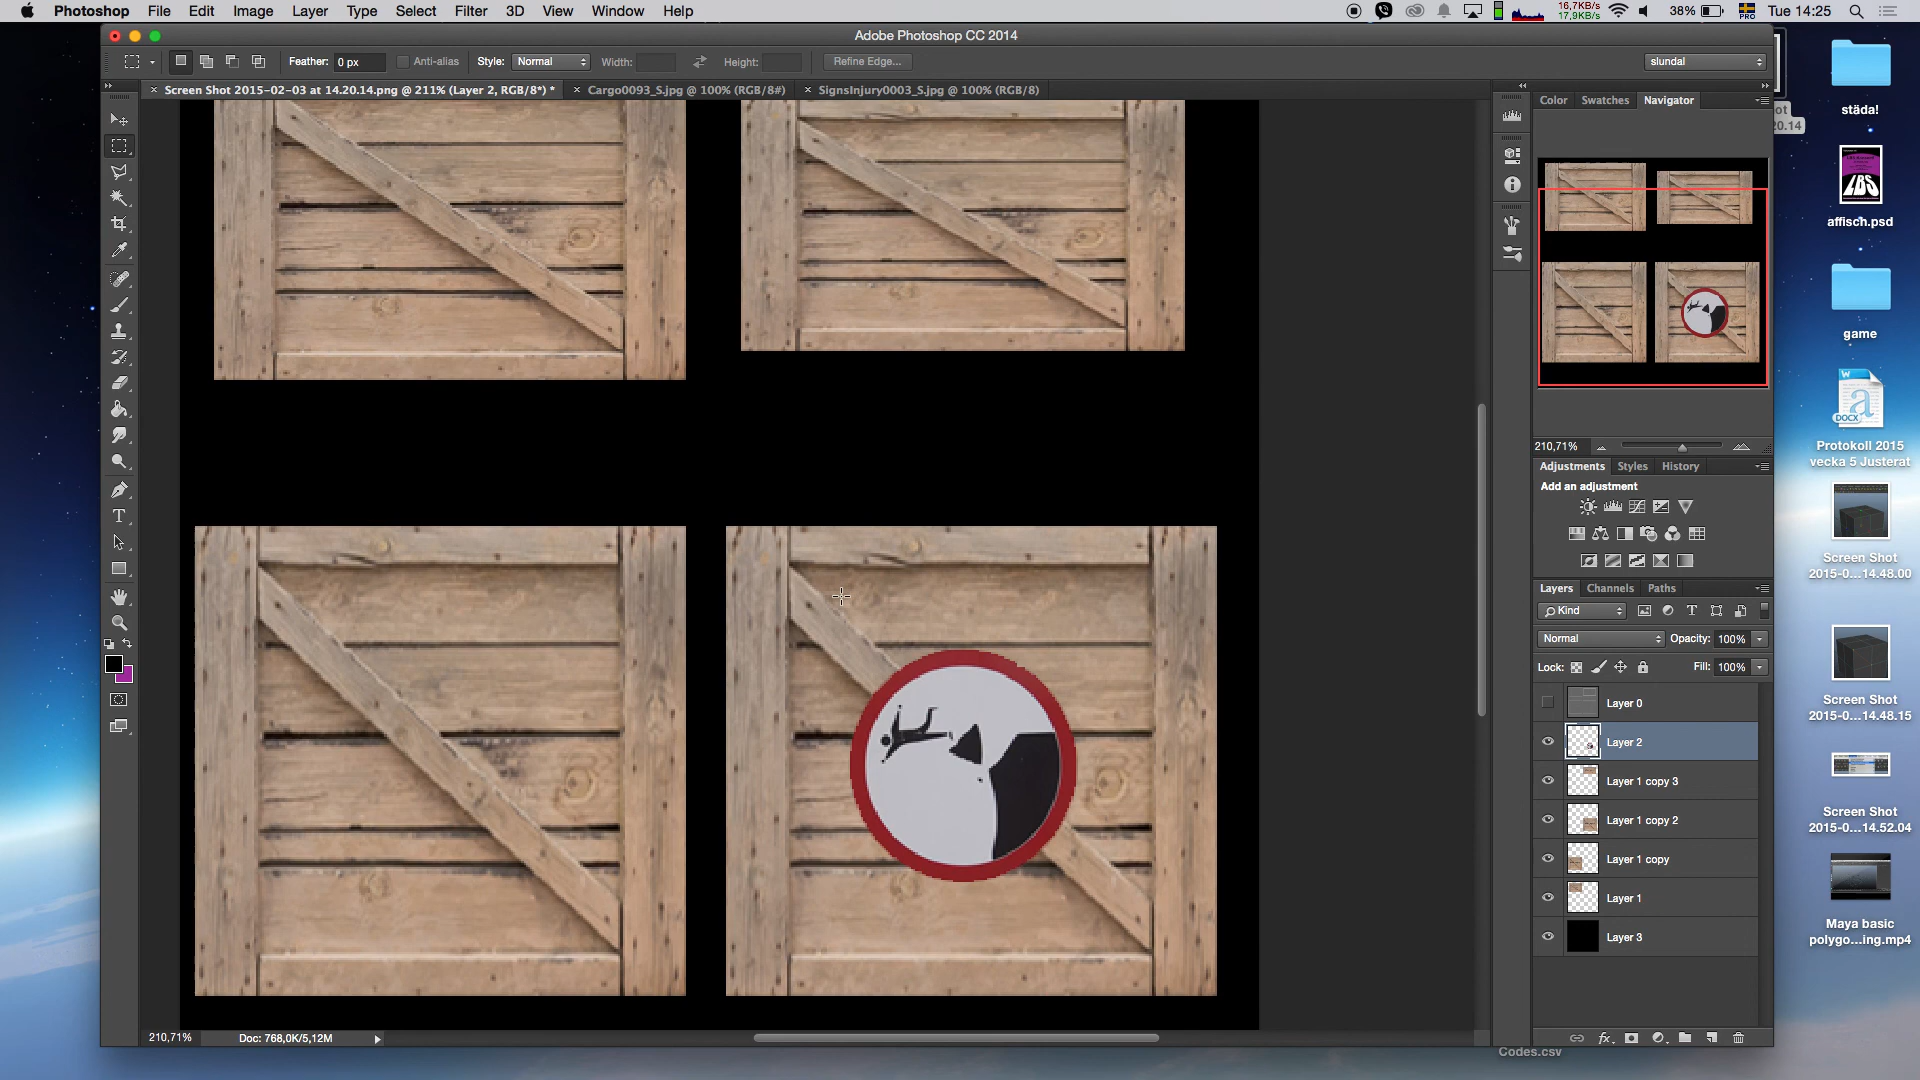 Photoshop File Edit Image Layer Type Select Filter 3D View Window Help
16,7KB/s
17,9KB/s
38% PRO Tue 14:25
Adobe Photoshop CC 2014
Feather: 0 px Anti-alias Style: Normal Width: Height: Refine Edge... slundal
× Screen Shot 2015-02-03 at 14.20.14.png @ 211% (Layer 2, RGB/8*) * × Cargo0093_S.jpg @ 100% (RGB/8#) × SignsInjury0003_S.jpg @ 100% (RGB/8)
Color Swatches Navigator
210,71%
Adjustments Styles History
Add an adjustment
Layers Channels Paths
Kind
Normal Opacity: 100%
Lock: Fill: 100%
Layer 0
Layer 2
Layer 1 copy 3
Layer 1 copy 2
Layer 1 copy
Layer 1
Layer 3
fx
210,71% Doc: 768,0K/5,12M
Codes.csv
städa!
20.14
LBS
affisch.psd
game
W
a
DOCX
Protokoll 2015
vecka 5 Justerat
Screen Shot
2015-0...14.48.00
Screen Shot
2015-0...14.48.15
Screen Shot
2015-0...14.52.04
Maya basic
polygo...ing.mp4